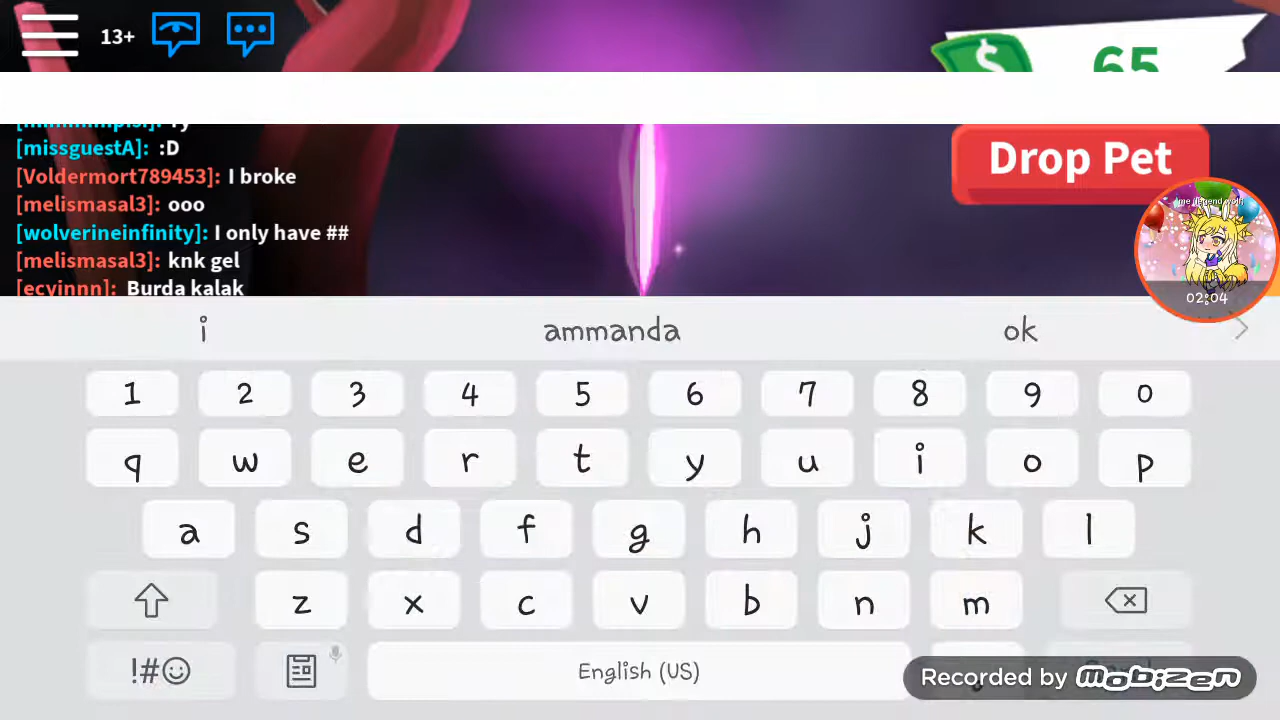 13+
65
[missguestA]: :D
[Voldermort789453]: I broke
[melismasal3]: ooo
[wolverineinfinity]: I only have ##
[melismasal3]: knk gel
[ecyinnn]: Burda kalak
Drop Pet
02:04
i ammanda ok
1 2 3 4 5 6 7 8 9 0
q w e r t y u i o p
a s d f g h j k l
z x c v b n m
!#☺ English (US)
Recorded by mobizen